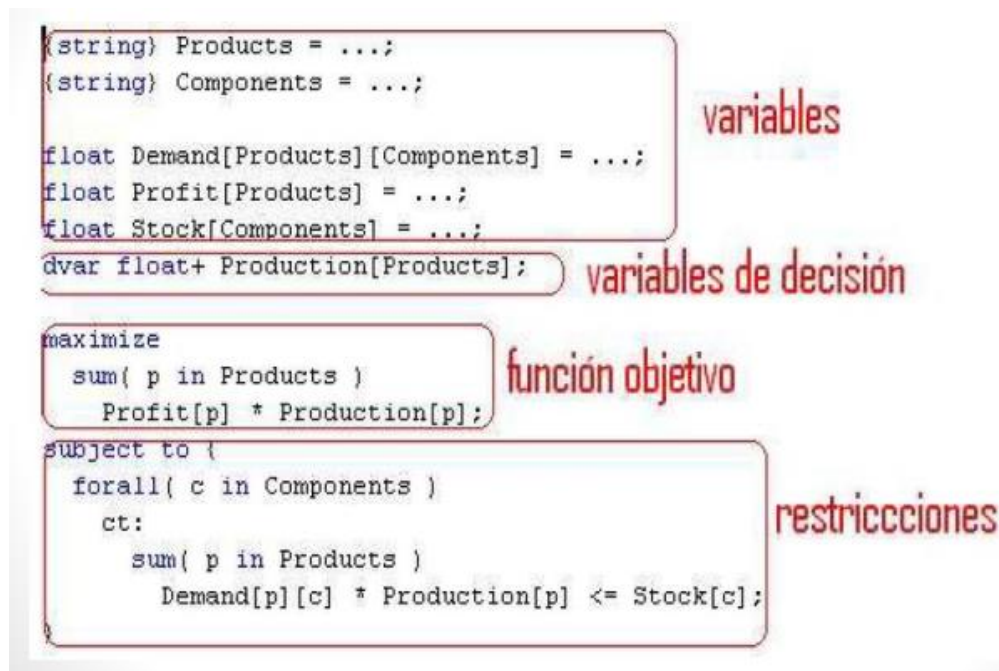 {string} Products = ...;
{string} Components = ...;
variables
float Demand[Products][Components] = ...;
float Profit[Products] = ...;
float Stock[Components] = ...;
dvar float+ Production[Products];
variables de decisión
maximize
sum( p in Products )
función objetivo
Profit[p] * Production[p];
subject to {
forall( c in Components )
ct:
restriccciones
sum( p in Products )
Demand[p][c] * Production[p] <= Stock[c];
}